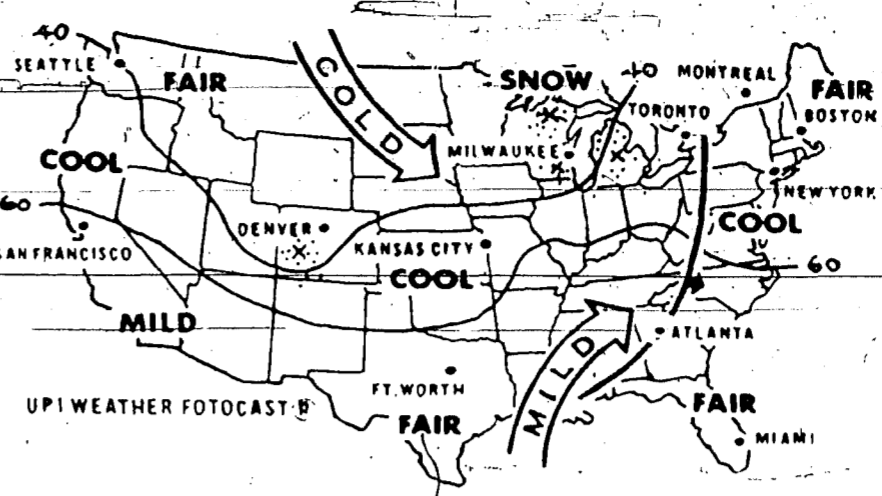 40
SEATTLE
FAIR
COLD
SNOW
40
MONTREAL
FAIR
BOSTON
TORONTO
COOL
MILWAUKEE
NEW YORK
60
SAN FRANCISCO
DENVER
KANSAS CITY
COOL
COOL
60
MILD
MILD
ATLANTA
FT. WORTH
UPI WEATHER FOTOCAST ®
FAIR
FAIR
MIAMI